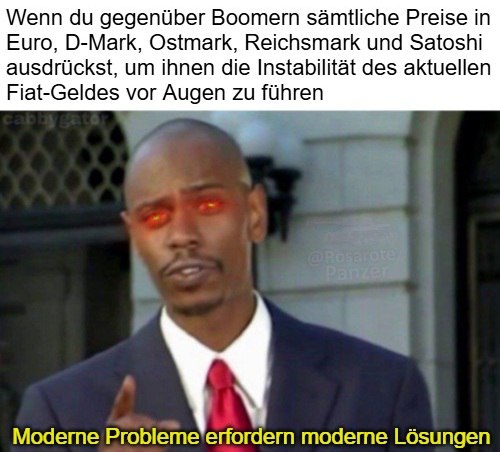 Wenn du gegenüber Boomern sämtliche Preise in
Euro, D-Mark, Ostmark, Reichsmark und Satoshi
ausdrückst, um ihnen die Instabilität des aktuellen
Fiat-Geldes vor Augen zu führen
cabbygator
@Rosarote
Panzer
Moderne Probleme erfordern moderne Lösungen